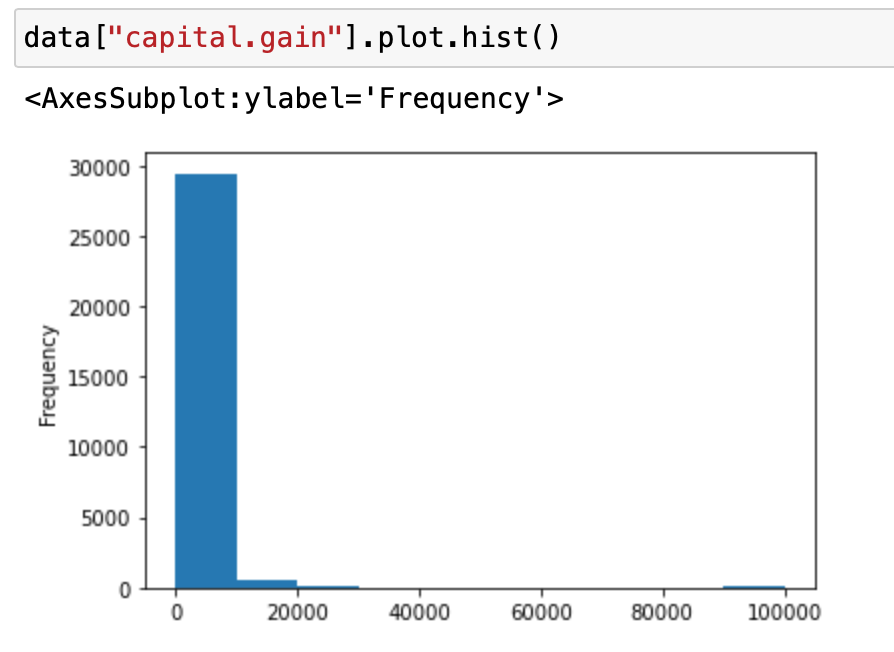 data["capital.gain"].plot.hist()
<AxesSubplot:ylabel='Frequency'>
30000
25000
20000
15000
10000
5000
0
Frequency
0 20000 40000 60000 80000 100000